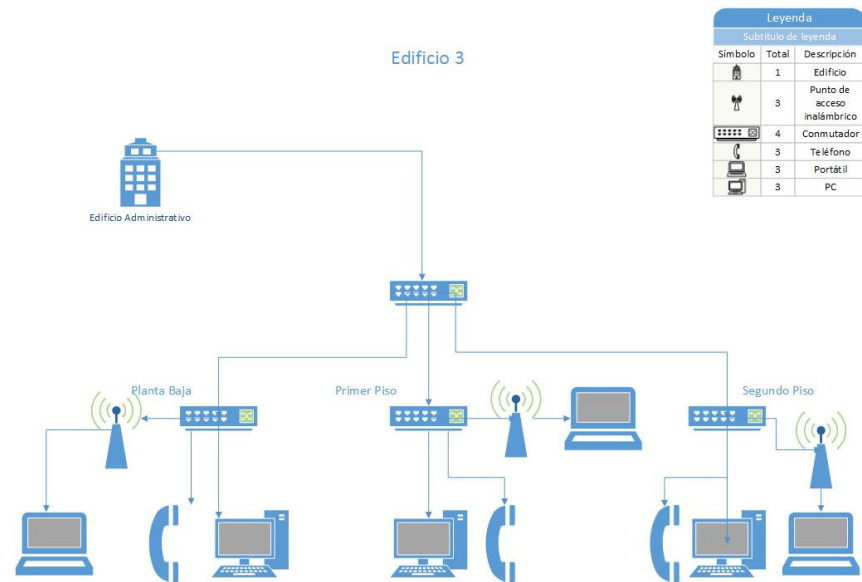 Edificio 3
Leyenda
Subtítulo de leyenda
Símbolo Total Descripción
1 Edificio
3 Punto de
acceso
inalámbrico
4 Conmutador
3 Teléfono
3 Portátil
3 PC
Edificio Administrativo
Planta Baja
Primer Piso
Segundo Piso